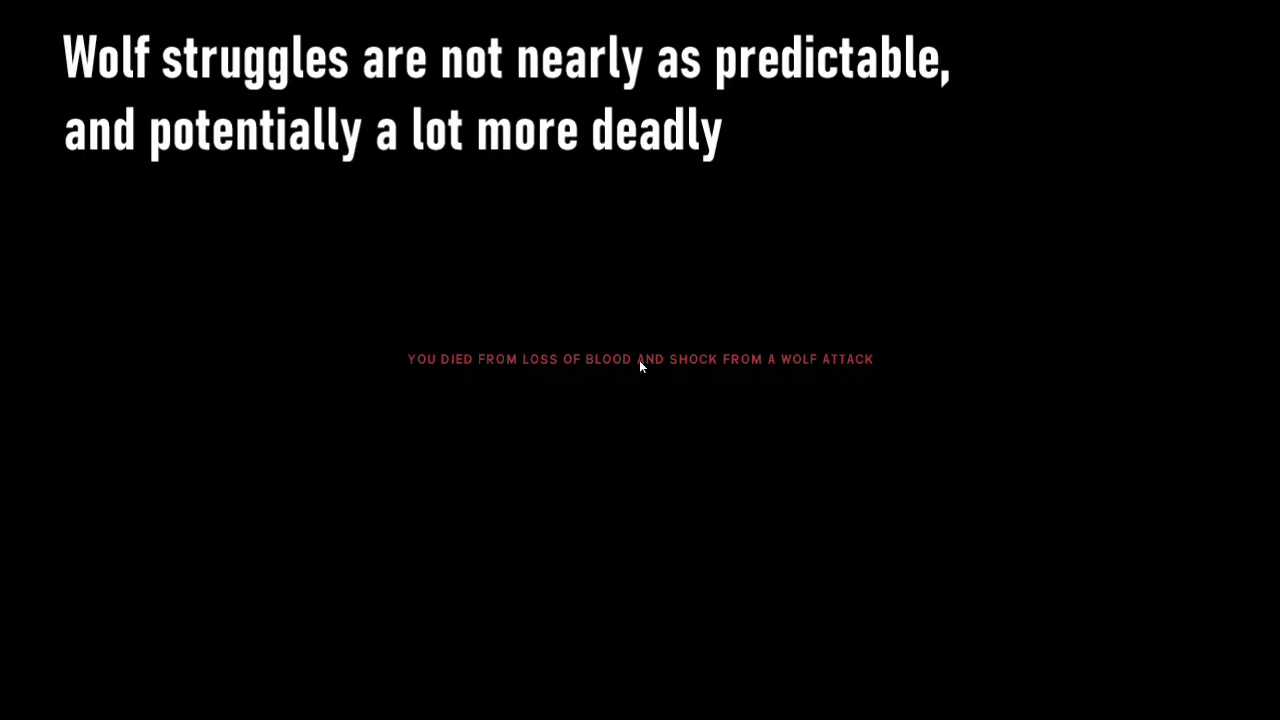 Wolf struggles are not nearly as predictable,
and potentially a lot more deadly
YOU DIED FROM LOSS OF BLOOD AND SHOCK FROM A WOLF ATTACK